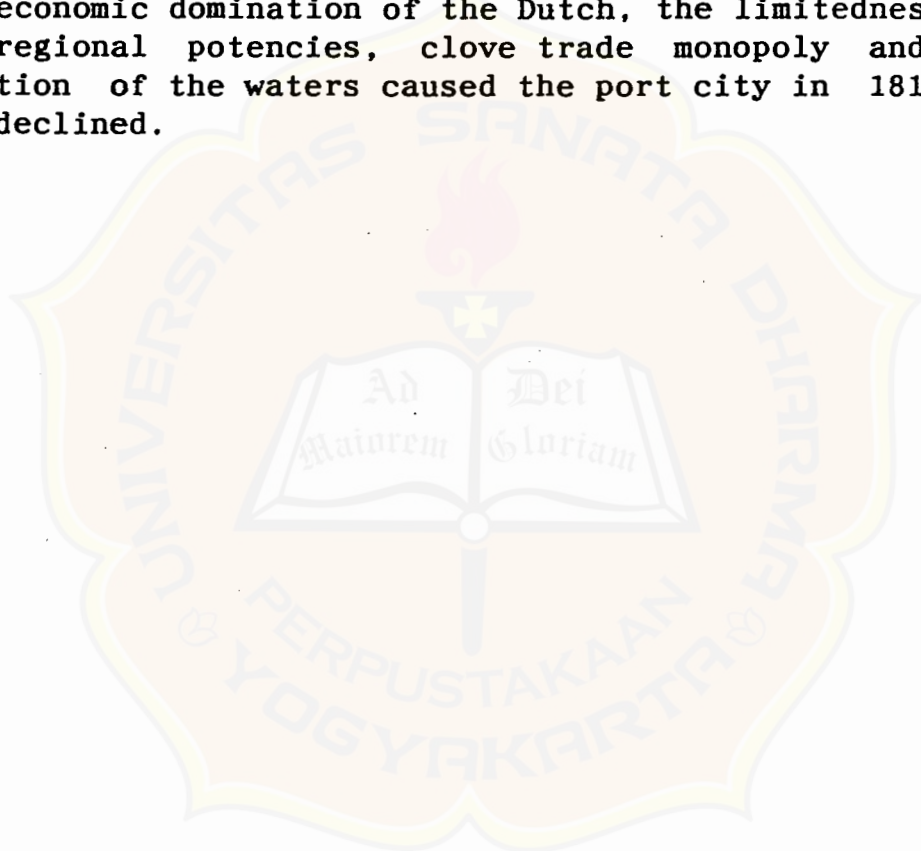 economic domination of the Dutch, the limitednes
regional potencies, clove trade monopoly and
tion of the waters caused the port city in 181
declined.
UNIVERSITAS SANATA DHARMA
Ad Dei
Maiorem Gloriam
PERPUSTAKAAN
YOGYAKARTA